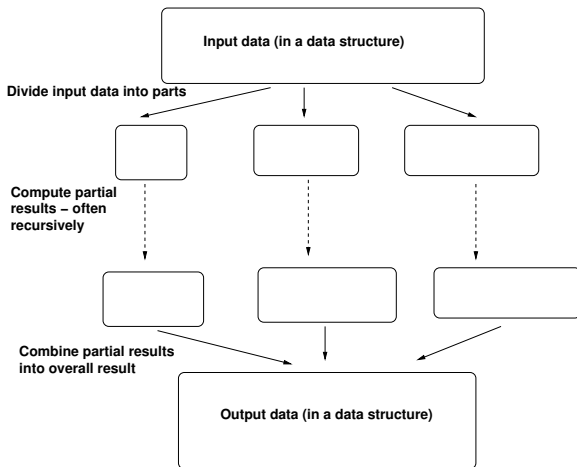 Input data (in a data structure)
Divide input data into parts
Compute partial
results – often
recursively
Combine partial results
into overall result
Output data (in a data structure)